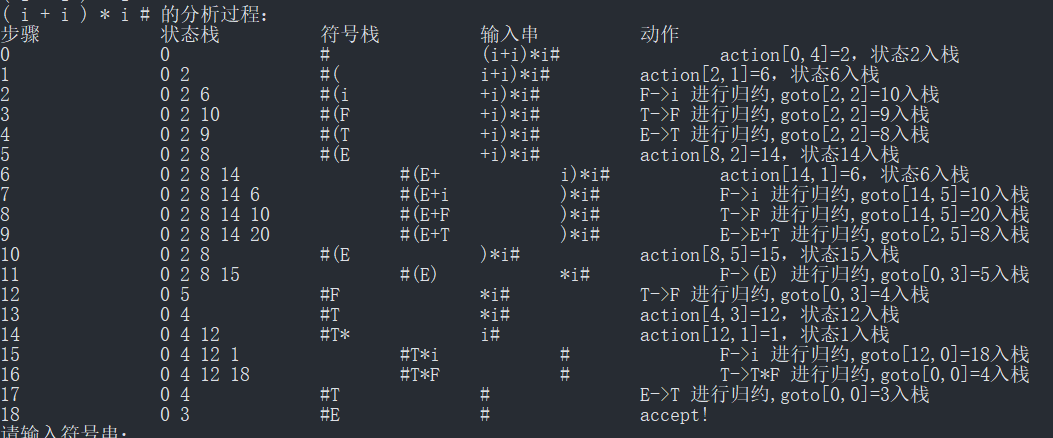 ( i + i ) * i # 的分析过程:
步骤 状态栈 符号栈 输入串 动作
0 0 # (i+i)*i# action[0,4]=2, 状态2入栈
1 0 2 #( i+i)*i# action[2,1]=6, 状态6入栈
2 0 2 6 #(i +i)*i# F->i 进行归约,goto[2,2]=10入栈
3 0 2 10 #(F +i)*i# T->F 进行归约,goto[2,2]=9入栈
4 0 2 9 #(T +i)*i# E->T 进行归约,goto[2,2]=8入栈
5 0 2 8 #(E +i)*i# action[8,2]=14, 状态14入栈
6 0 2 8 14 #(E+ i)*i# action[14,1]=6, 状态6入栈
7 0 2 8 14 6 #(E+i )*i# F->i 进行归约,goto[14,5]=10入栈
8 0 2 8 14 10 #(E+F )*i# T->F 进行归约,goto[14,5]=20入栈
9 0 2 8 14 20 #(E+T )*i# E->E+T 进行归约,goto[2,5]=8入栈
10 0 2 8 #(E )*i# action[8,5]=15, 状态15入栈
11 0 2 8 15 #(E) *i# F->(E) 进行归约,goto[0,3]=5入栈
12 0 5 #F *i# T->F 进行归约,goto[0,3]=4入栈
13 0 4 #T *i# action[4,3]=12, 状态12入栈
14 0 4 12 #T* i# action[12,1]=1, 状态1入栈
15 0 4 12 1 #T*i # F->i 进行归约,goto[12,0]=18入栈
16 0 4 12 18 #T*F # T->T*F 进行归约,goto[0,0]=4入栈
17 0 4 #T # E->T 进行归约,goto[0,0]=3入栈
18 0 3 #E # accept!
请输入符号串: